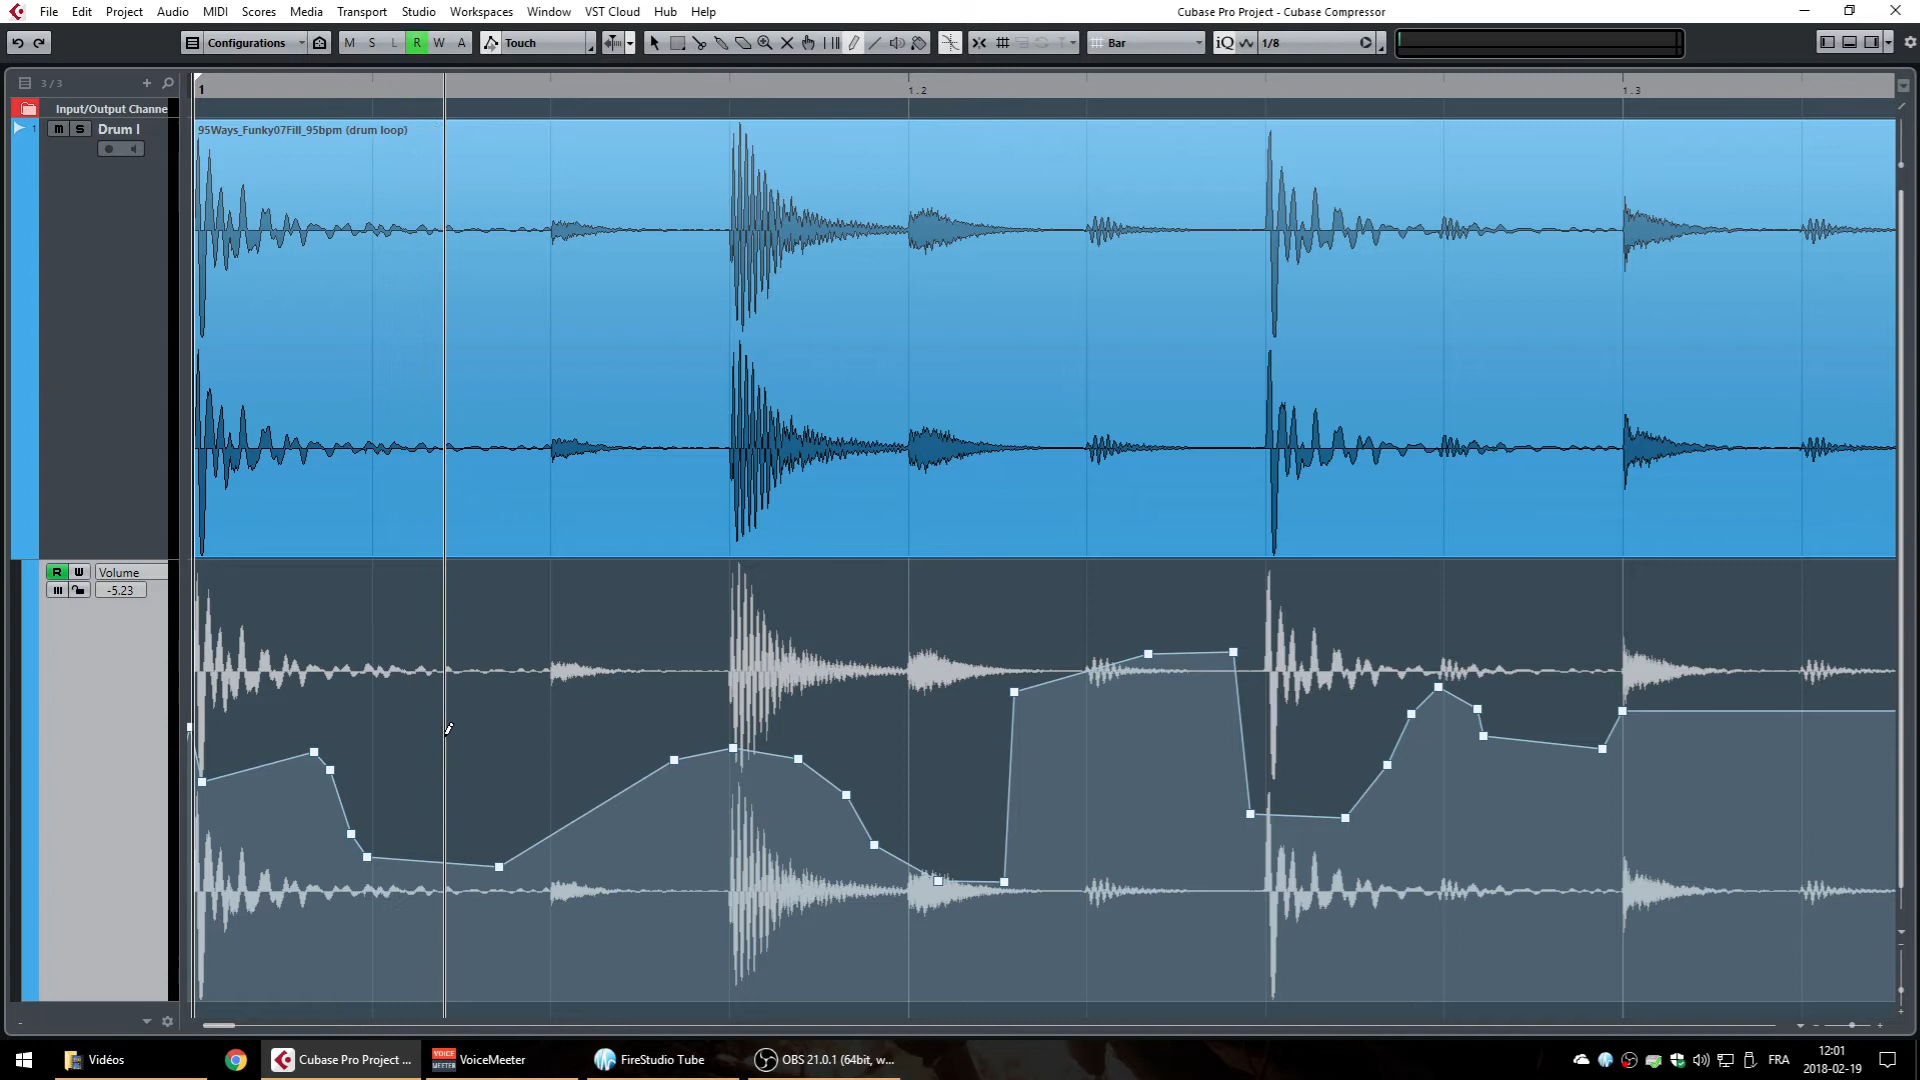 File Edit Project Audio MIDI Scores Media Transport Studio Workspaces Window VST Cloud Hub Help
Cubase Pro Project - Cubase Compressor
Configurations M S L R W A Touch Bar iQ 1/8
3 / 3
1 1.2 1.3
Input/Output Channe
1 m S Drum I
95Ways_Funky07Fill_95bpm (drum loop)
R W Volume
-5.23
Vidéos
Cubase Pro Project ...
VOICE MEETER VoiceMeeter
FireStudio Tube
OBS 21.0.1 (64bit, w...
FRA
12:01
2018-02-19